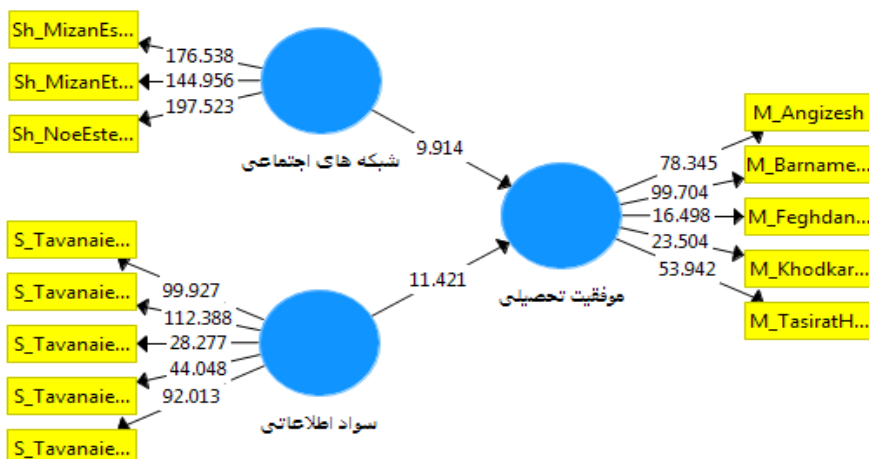 Sh_MizanEs...
176.538
Sh_MizanEt...
144.956
Sh_NoeEste...
197.523
شبکه های اجتماعی
9.914
S_Tavanaie...
99.927
S_Tavanaie...
112.388
S_Tavanaie...
28.277
S_Tavanaie...
44.048
S_Tavanaie...
92.013
سواد اطلاعاتی
11.421
موفقیت تحصیلی
M_Angizesh
78.345
M_Barname...
99.704
M_Feghdan...
16.498
M_Khodkar...
23.504
M_TasiratH...
53.942